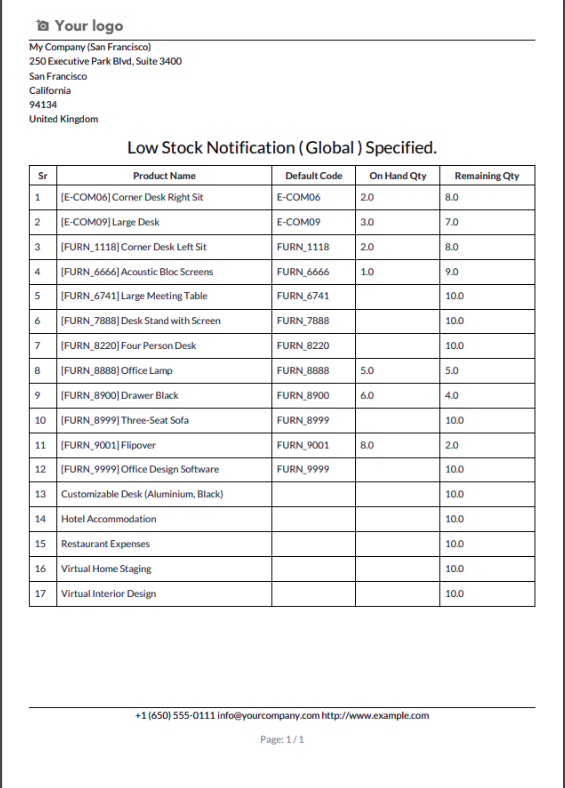 Your logo
My Company (San Francisco)
250 Executive Park Blvd, Suite 3400
San Francisco
California
94134
United Kingdom
Low Stock Notification ( Global ) Specified.
Sr Product Name Default Code On Hand Qty Remaining Qty
1 [E-COM06] Corner Desk Right Sit E-COM06 2.0 8.0
2 [E-COM09] Large Desk E-COM09 3.0 7.0
3 [FURN_1118] Corner Desk Left Sit FURN_1118 2.0 8.0
4 [FURN_6666] Acoustic Bloc Screens FURN_6666 1.0 9.0
5 [FURN_6741] Large Meeting Table FURN_6741 10.0
6 [FURN_7888] Desk Stand with Screen FURN_7888 10.0
7 [FURN_8220] Four Person Desk FURN_8220 10.0
8 [FURN_8888] Office Lamp FURN_8888 5.0 5.0
9 [FURN_8900] Drawer Black FURN_8900 6.0 4.0
10 [FURN_8999] Three-Seat Sofa FURN_8999 10.0
11 [FURN_9001] Flipover FURN_9001 8.0 2.0
12 [FURN_9999] Office Design Software FURN_9999 10.0
13 Customizable Desk (Aluminium, Black) 10.0
14 Hotel Accommodation 10.0
15 Restaurant Expenses 10.0
16 Virtual Home Staging 10.0
17 Virtual Interior Design 10.0
+1 (650) 555-0111 info@yourcompany.com http://www.example.com
Page: 1 / 1